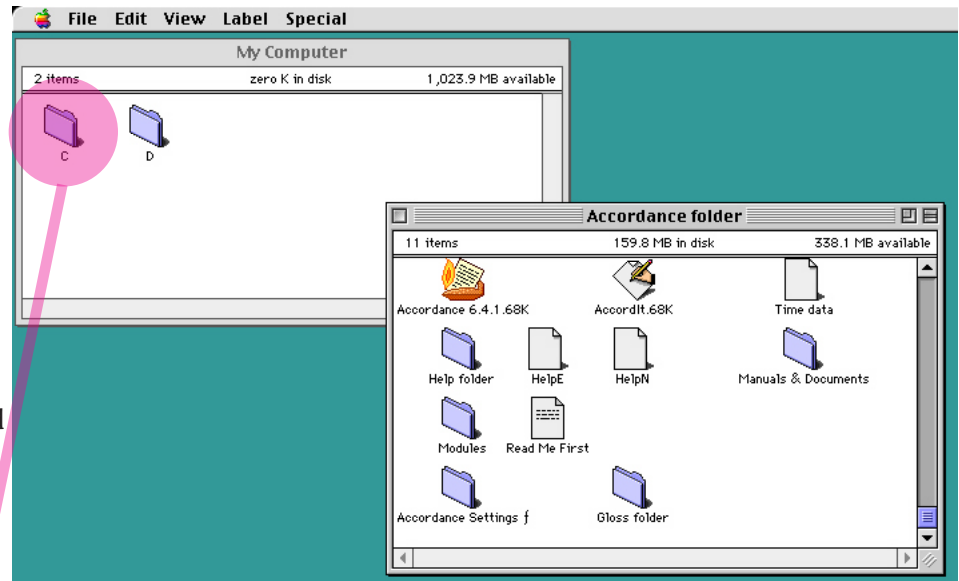 File Edit View Label Special
My Computer
2 items zero K in disk 1,023.9 MB available
C D
Accordance folder
11 items 159.8 MB in disk 338.1 MB available
Accordance 6.4.1.68K AccordIt.68K Time data
Help folder HelpE HelpN Manuals & Documents
Modules Read Me First
Accordance Settings ƒ Gloss folder